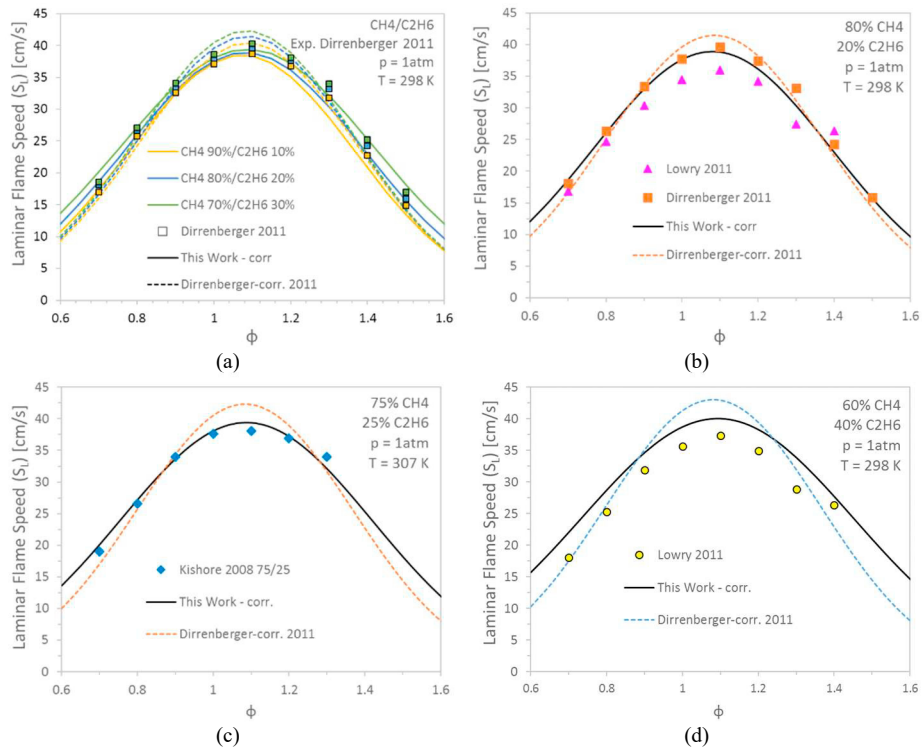 (a)
CH4/C2H6
Exp. Dirrenberger 2011
p = 1atm
T = 298 K
Laminar Flame Speed (SL) [cm/s]
45
40
35
30
25
20
15
10
5
0
CH4 90%/C2H6 10%
CH4 80%/C2H6 20%
CH4 70%/C2H6 30%
Dirrenberger 2011
This Work - corr
Dirrenberger-corr. 2011
0.6 0.8 1 1.2 1.4 1.6
ϕ
(a)
(b)
80% CH4
20% C2H6
p = 1atm
T = 298 K
Laminar Flame Speed (SL) [cm/s]
45
40
35
30
25
20
15
10
5
0
Lowry 2011
Dirrenberger 2011
This Work - corr
Dirrenberger-corr. 2011
0.6 0.8 1 1.2 1.4 1.6
ϕ
(b)
(c)
75% CH4
25% C2H6
p = 1atm
T = 307 K
Laminar Flame Speed (SL) [cm/s]
45
40
35
30
25
20
15
10
5
0
Kishore 2008 75/25
This Work - corr.
Dirrenberger-corr. 2011
0.6 0.8 1 1.2 1.4 1.6
ϕ
(c)
(d)
60% CH4
40% C2H6
p = 1atm
T = 298 K
Laminar Flame Speed (SL) [cm/s]
45
40
35
30
25
20
15
10
5
0
Lowry 2011
This Work - corr.
Dirrenberger-corr. 2011
0.6 0.8 1 1.2 1.4 1.6
ϕ
(d)